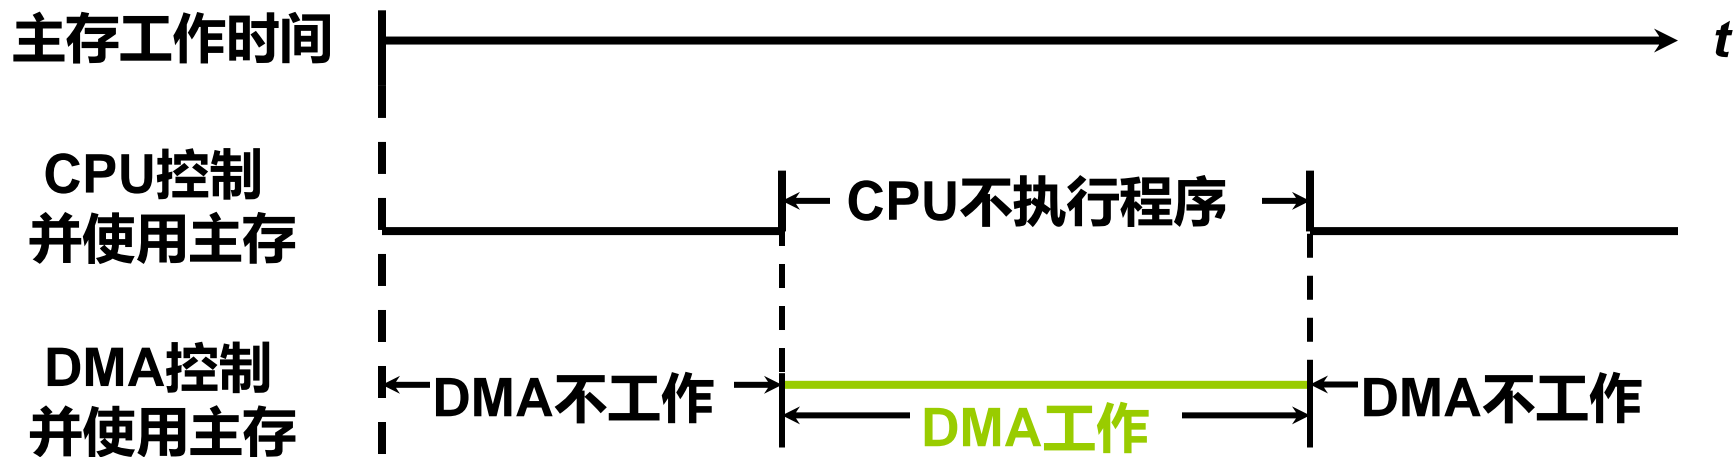 主存工作时间
t
CPU控制
并使用主存
CPU不执行程序
DMA控制
并使用主存
DMA不工作
DMA工作
DMA不工作